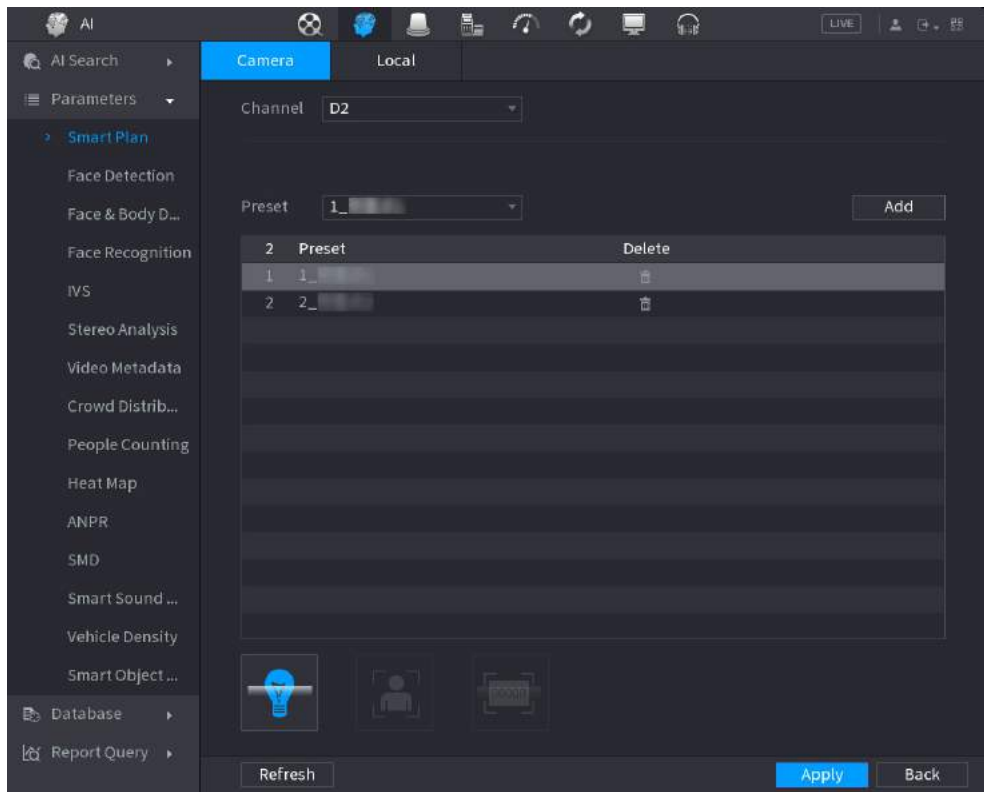 AI
LIVE
AI Search
Parameters
Smart Plan
Face Detection
Face & Body D...
Face Recognition
IVS
Stereo Analysis
Video Metadata
Crowd Distrib...
People Counting
Heat Map
ANPR
SMD
Smart Sound ...
Vehicle Density
Smart Object ...
Database
Report Query
Camera Local
Channel D2
Preset 1_ Add
2 Preset Delete
1 1_
2 2_
Refresh Apply Back